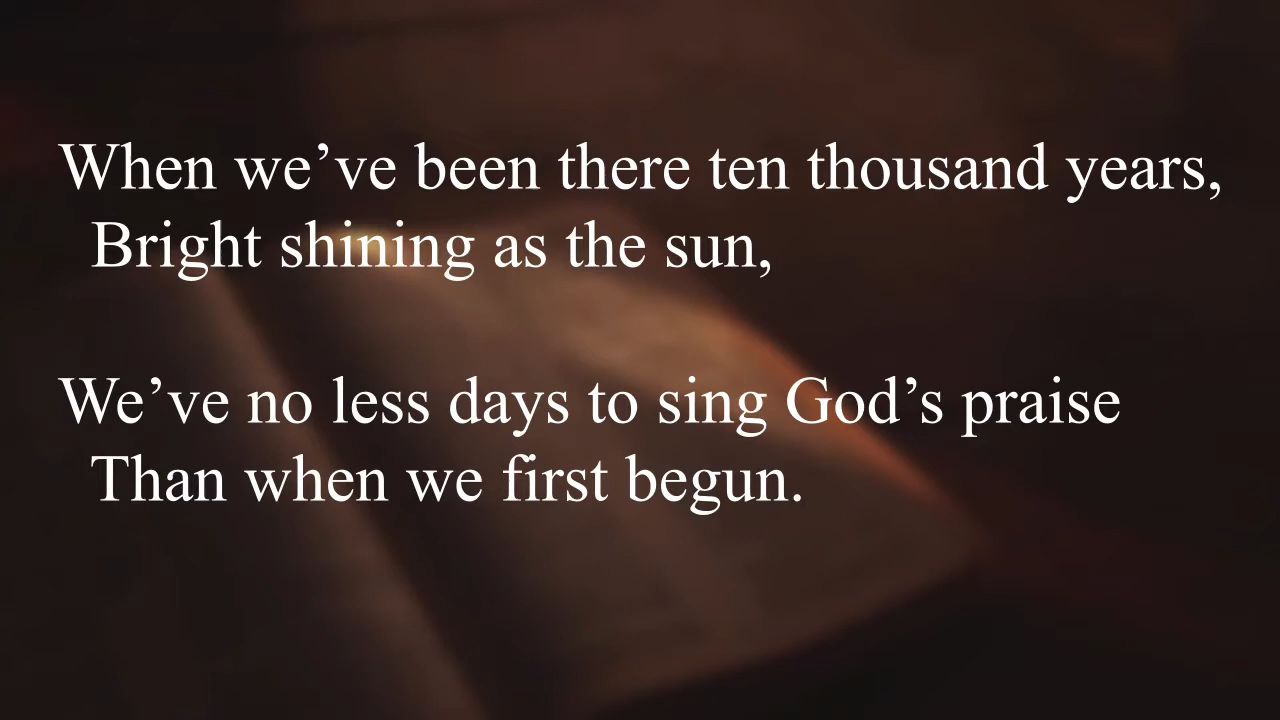 When we’ve been there ten thousand years,
Bright shining as the sun,
We’ve no less days to sing God’s praise
Than when we first begun.